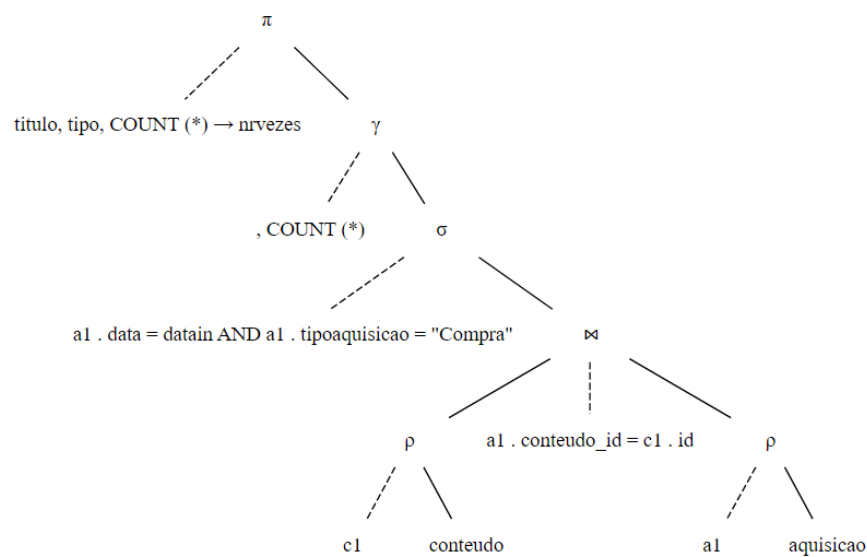 π
titulo, tipo, COUNT (*) → nrvezes γ
, COUNT (*) σ
a1 . data = datain AND a1 . tipoaquisicao = "Compra" ⋈
ρ a1 . conteudo_id = c1 . id ρ
c1 conteudo a1 aquisicao